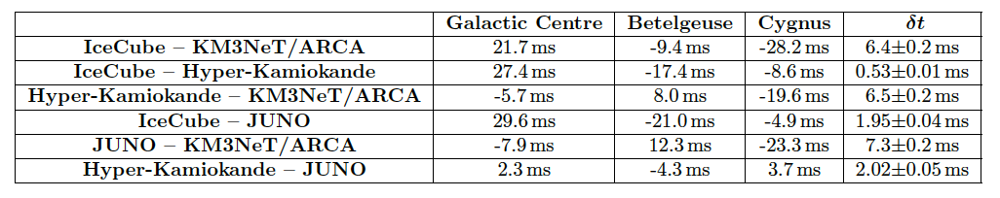 Galactic Centre Betelgeuse Cygnus δt
IceCube – KM3NeT/ARCA 21.7 ms -9.4 ms -28.2 ms 6.4±0.2 ms
IceCube – Hyper-Kamiokande 27.4 ms -17.4 ms -8.6 ms 0.53±0.01 ms
Hyper-Kamiokande – KM3NeT/ARCA -5.7 ms 8.0 ms -19.6 ms 6.5±0.2 ms
IceCube – JUNO 29.6 ms -21.0 ms -4.9 ms 1.95±0.04 ms
JUNO – KM3NeT/ARCA -7.9 ms 12.3 ms -23.3 ms 7.3±0.2 ms
Hyper-Kamiokande – JUNO 2.3 ms -4.3 ms 3.7 ms 2.02±0.05 ms